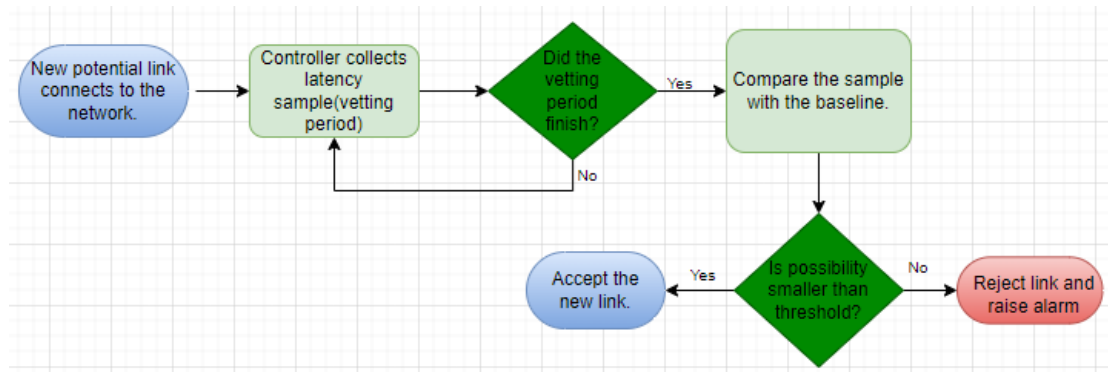 New potential link
connects to the
network.
Controller collects
latency
sample(vetting
period)
Did the
vetting
period
finish?
Yes
No
Compare the sample
with the baseline.
Is possibility
smaller than
threshold?
Yes
Accept the
new link.
No
Reject link and
raise alarm